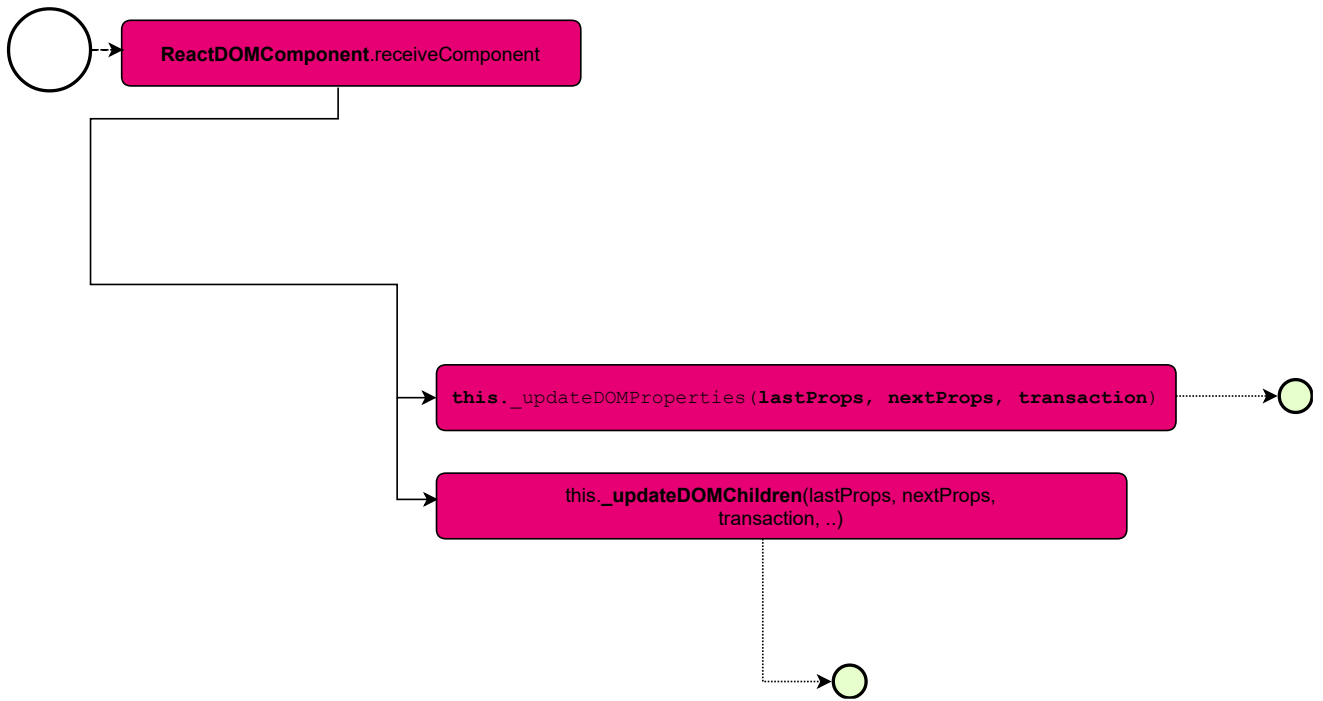 ReactDOMComponent.receiveComponent
this._updateDOMProperties(lastProps, nextProps, transaction)
this._updateDOMChildren(lastProps, nextProps,
transaction, ..)